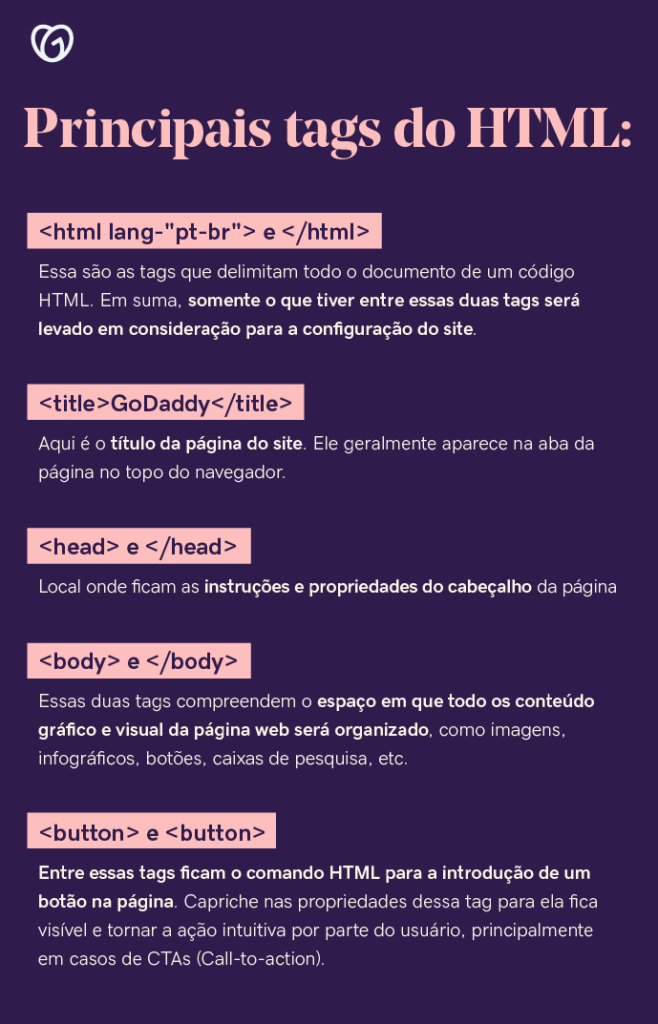 Principais tags do HTML:
<html lang-"pt-br"> e </html>
Essa são as tags que delimitam todo o documento de um código
HTML. Em suma, somente o que tiver entre essas duas tags será
levado em consideração para a configuração do site.
<title>GoDaddy</title>
Aqui é o título da página do site. Ele geralmente aparece na aba da
página no topo do navegador.
<head> e </head>
Local onde ficam as instruções e propriedades do cabeçalho da página
<body> e </body>
Essas duas tags compreendem o espaço em que todo os conteúdo
gráfico e visual da página web será organizado, como imagens,
infográficos, botões, caixas de pesquisa, etc.
<button> e <button>
Entre essas tags ficam o comando HTML para a introdução de um
botão na página. Capriche nas propriedades dessa tag para ela fica
visível e tornar a ação intuitiva por parte do usuário, principalmente
em casos de CTAs (Call-to-action).